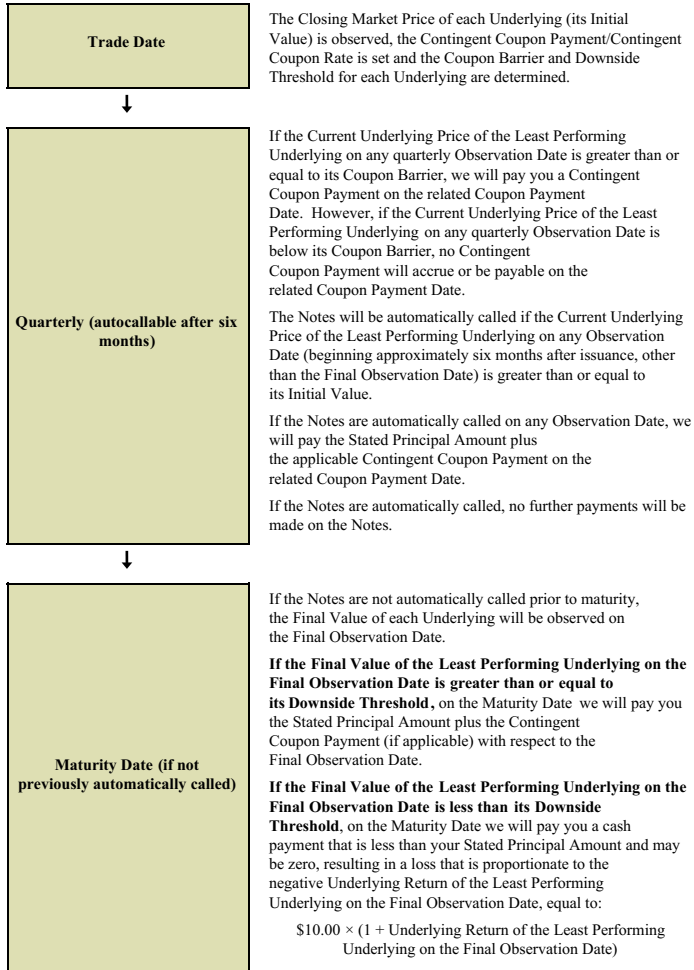 Trade Date
The Closing Market Price of each Underlying (its Initial
Value) is observed, the Contingent Coupon Payment/Contingent
Coupon Rate is set and the Coupon Barrier and Downside
Threshold for each Underlying are determined.
Quarterly (autocallable after six
months)
If the Current Underlying Price of the Least Performing
Underlying on any quarterly Observation Date is greater than or
equal to its Coupon Barrier, we will pay you a Contingent
Coupon Payment on the related Coupon Payment
Date. However, if the Current Underlying Price of the Least
Performing Underlying on any quarterly Observation Date is
below its Coupon Barrier, no Contingent
Coupon Payment will accrue or be payable on the
related Coupon Payment Date.
The Notes will be automatically called if the Current Underlying
Price of the Least Performing Underlying on any Observation
Date (beginning approximately six months after issuance, other
than the Final Observation Date) is greater than or equal to
its Initial Value.
If the Notes are automatically called on any Observation Date, we
will pay the Stated Principal Amount plus
the applicable Contingent Coupon Payment on the
related Coupon Payment Date.
If the Notes are automatically called, no further payments will be
made on the Notes.
Maturity Date (if not
previously automatically called)
If the Notes are not automatically called prior to maturity,
the Final Value of each Underlying will be observed on
the Final Observation Date.
If the Final Value of the Least Performing Underlying on the
Final Observation Date is greater than or equal to
its Downside Threshold, on the Maturity Date we will pay you
the Stated Principal Amount plus the Contingent
Coupon Payment (if applicable) with respect to the
Final Observation Date.
If the Final Value of the Least Performing Underlying on the
Final Observation Date is less than its Downside
Threshold, on the Maturity Date we will pay you a cash
payment that is less than your Stated Principal Amount and may
be zero, resulting in a loss that is proportionate to the
negative Underlying Return of the Least Performing
Underlying on the Final Observation Date, equal to:
$10.00 × (1 + Underlying Return of the Least Performing
Underlying on the Final Observation Date)